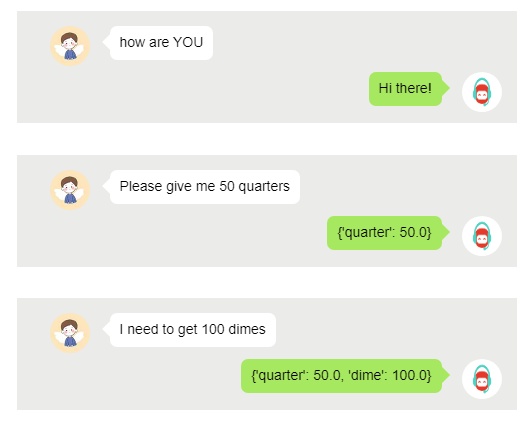 how are YOU
Hi there!
Please give me 50 quarters
{'quarter': 50.0}
I need to get 100 dimes
{'quarter': 50.0, 'dime': 100.0}